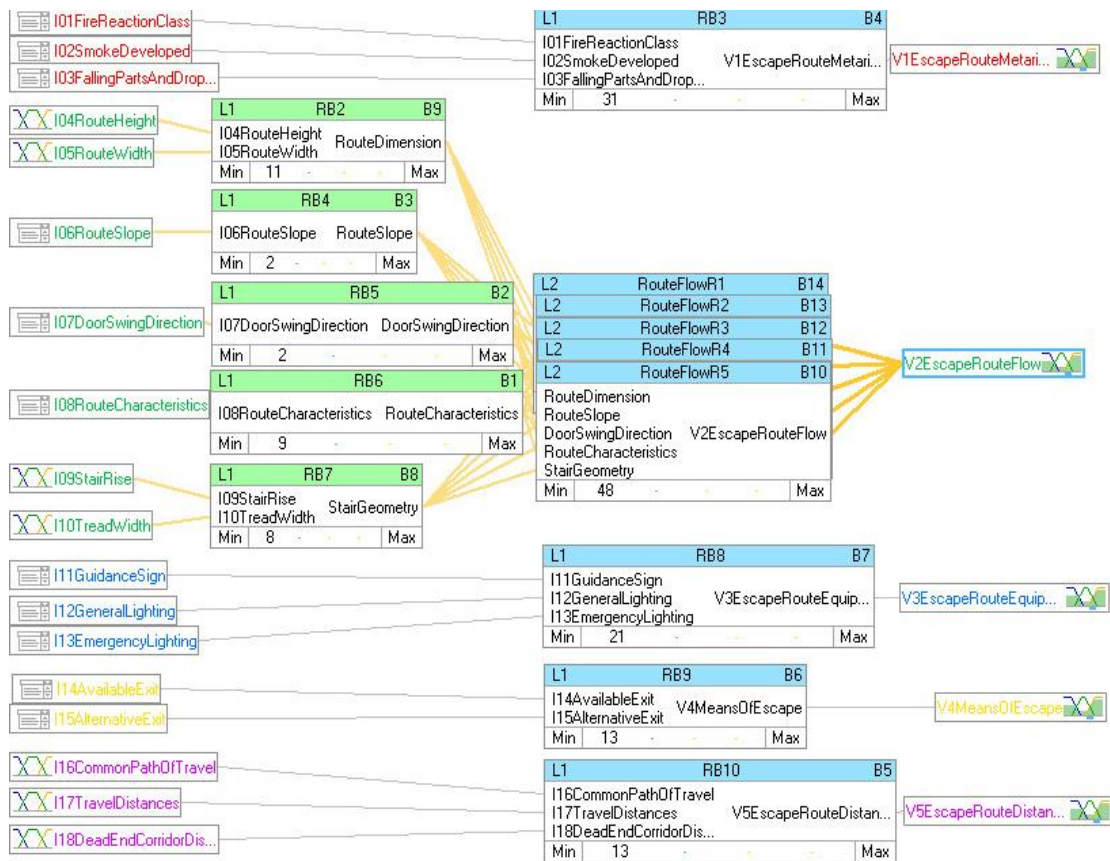 I01FireReactionClass
I02SmokeDeveloped
I03FallingPartsAndDrop...
L1 RB3 B4
I01FireReactionClass
I02SmokeDeveloped V1EscapeRouteMetari...
I03FallingPartsAndDrop...
Min 31 - - - Max
V1EscapeRouteMetari...
I04RouteHeight
I05RouteWidth
L1 RB2 B9
I04RouteHeight
I05RouteWidth RouteDimension
Min 11 - - - Max
I06RouteSlope
L1 RB4 B3
I06RouteSlope RouteSlope
Min 2 - - - Max
I07DoorSwingDirection
L1 RB5 B2
I07DoorSwingDirection DoorSwingDirection
Min 2 - - - Max
I08RouteCharacteristics
L1 RB6 B1
I08RouteCharacteristics RouteCharacteristics
Min 9 - - - Max
I09StairRise
I10TreadWidth
L1 RB7 B8
I09StairRise
I10TreadWidth StairGeometry
Min 8 - - - Max
L2 RouteFlowR1 B14
L2 RouteFlowR2 B13
L2 RouteFlowR3 B12
L2 RouteFlowR4 B11
L2 RouteFlowR5 B10
RouteDimension
RouteSlope
DoorSwingDirection V2EscapeRouteFlow
RouteCharacteristics
StairGeometry
Min 48 - - - Max
V2EscapeRouteFlow
I11GuidanceSign
I12GeneralLighting
I13EmergencyLighting
L1 RB8 B7
I11GuidanceSign
I12GeneralLighting V3EscapeRouteEquip...
I13EmergencyLighting
Min 21 - - - Max
V3EscapeRouteEquip...
I14AvailableExit
I15AlternativeExit
L1 RB9 B6
I14AvailableExit
I15AlternativeExit V4MeansOfEscape
Min 13 - - - Max
V4MeansOfEscape
I16CommonPathOfTravel
I17TravelDistances
I18DeadEndCorridorDis...
L1 RB10 B5
I16CommonPathOfTravel
I17TravelDistances V5EscapeRouteDistan...
I18DeadEndCorridorDis...
Min 13 - - - Max
V5EscapeRouteDistan...